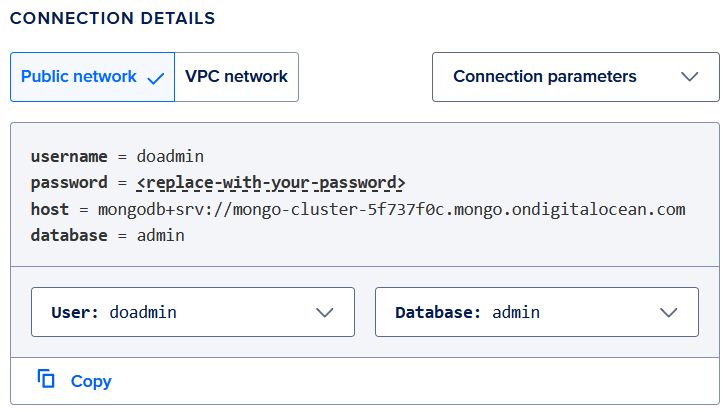 CONNECTION DETAILS
Public network VPC network Connection parameters
username = doadmin
password = <replace-with-your-password>
host = mongodb+srv://mongo-cluster-5f737f0c.mongo.ondigitalocean.com
database = admin
User: doadmin Database: admin
Copy